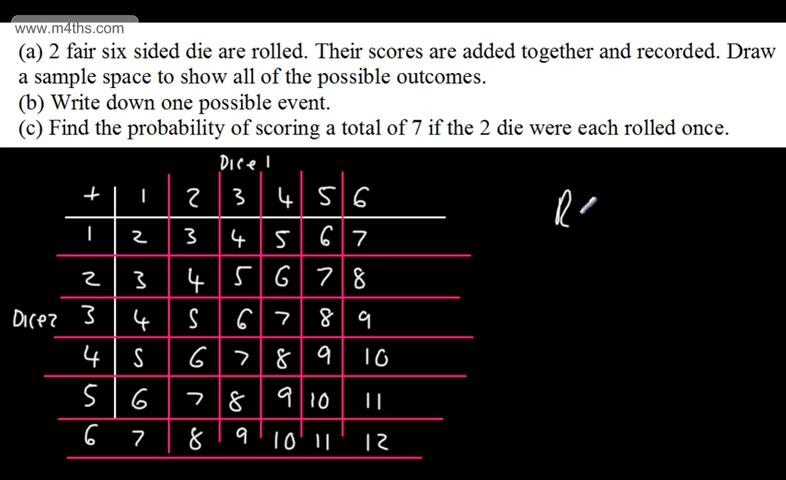 www.m4ths.com
(a) 2 fair six sided die are rolled. Their scores are added together and recorded. Draw
a sample space to show all of the possible outcomes.
(b) Write down one possible event.
(c) Find the probability of scoring a total of 7 if the 2 die were each rolled once.
Dice 1
+ 1 2 3 4 5 6
1 2 3 4 5 6 7
2 3 4 5 6 7 8
Dice 2 3 4 5 6 7 8 9
4 5 6 7 8 9 10
5 6 7 8 9 10 11
6 7 8 9 10 11 12
R